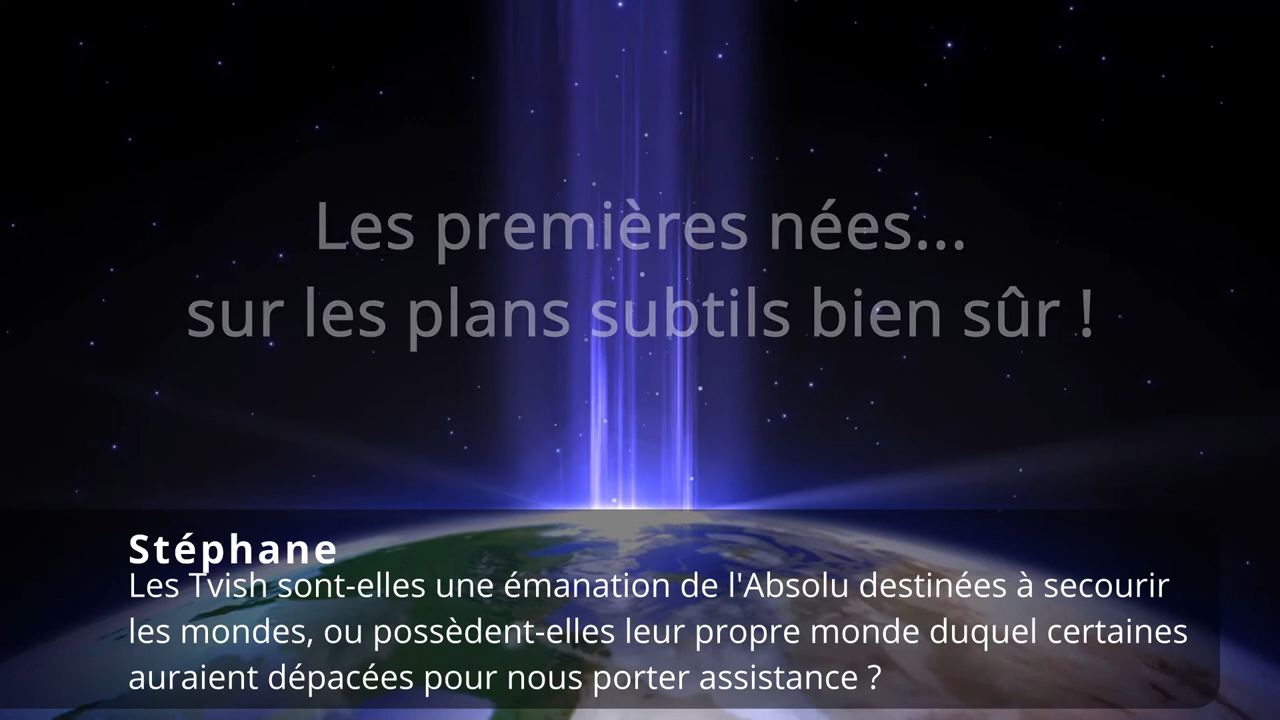 Les premières nées...
sur les plans subtils bien sûr !
Stéphane
Les Tvish sont-elles une émanation de l'Absolu destinées à secourir
les mondes, ou possèdent-elles leur propre monde duquel certaines
auraient dépacées pour nous porter assistance ?